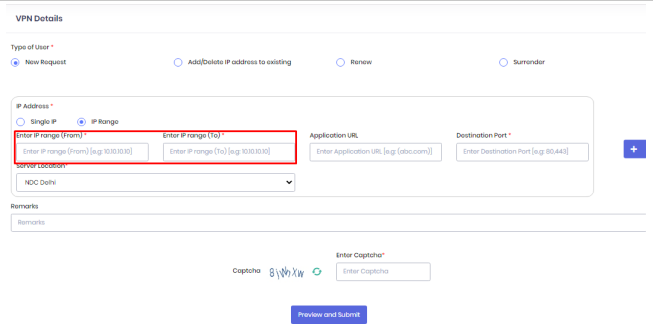 VPN Details
Type of User *
New Request Add/Delete IP address to existing Renew Surrender
IP Address *
Single IP IP Range
Enter IP range (From) * Enter IP range (To) * Application URL Destination Port *
Enter IP range (From) [e.g: 10.10.10.10] Enter IP range (To) [e.g: 10.10.10.10] Enter Application URL [e.g: (abc.com)] Enter Destination Port [e.g: 80,443] +
Server Location*
NDC Delhi
Remarks
Remarks
Enter Captcha*
Captcha Enter Captcha
Preview and Submit